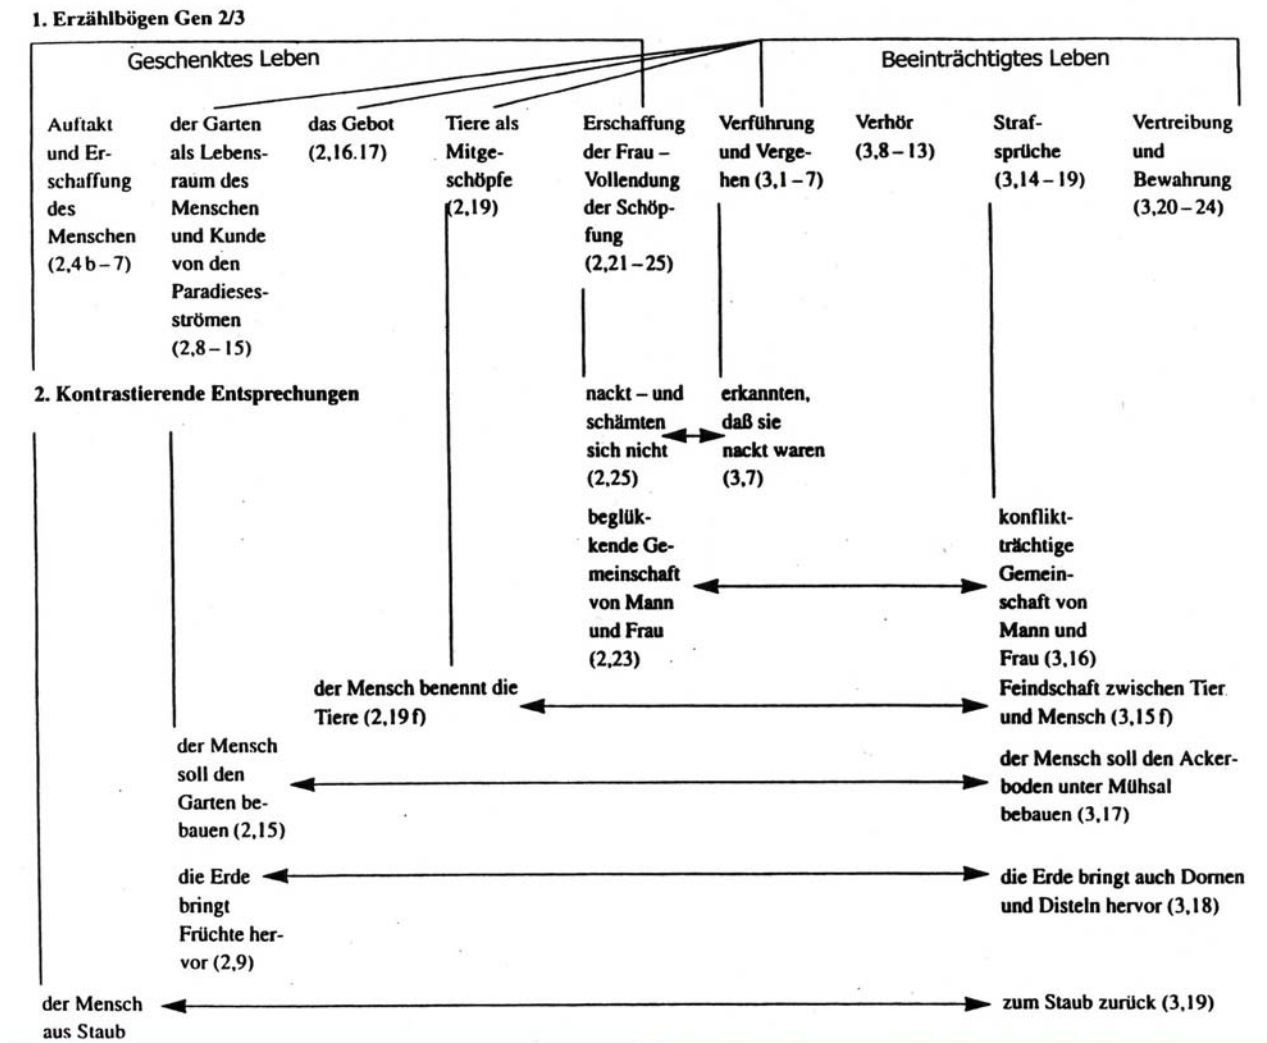 1. Erzählbögen Gen 2/3
Geschenktes Leben
Beeinträchtigtes Leben
Auftakt
und Er-
schaffung
des
Menschen
(2,4 b – 7)
der Garten
als Lebens-
raum des
Menschen
und Kunde
von den
Paradieses-
strömen
(2,8 – 15)
das Gebot
(2,16.17)
Tiere als
Mitge-
schöpfe
(2,19)
Erschaffung
der Frau –
Vollendung
der Schöp-
fung
(2,21 – 25)
Verführung
und Verge-
hen (3,1 – 7)
Verhör
(3,8 – 13)
Straf-
sprüche
(3,14 – 19)
Vertreibung
und
Bewahrung
(3,20 – 24)
2. Kontrastierende Entsprechungen
nackt – und
schämten
sich nicht
(2,25)
erkannten,
daß sie
nackt waren
(3,7)
beglük-
kende Ge-
meinschaft
von Mann
und Frau
(2,23)
konflikt-
trächtige
Gemein-
schaft von
Mann und
Frau (3,16)
der Mensch benennt die
Tiere (2,19 f)
Feindschaft zwischen Tier
und Mensch (3,15 f)
der Mensch
soll den
Garten be-
bauen (2,15)
der Mensch soll den Acker-
boden unter Mühsal
bebauen (3,17)
die Erde
bringt
Früchte her-
vor (2,9)
die Erde bringt auch Dornen
und Disteln hervor (3,18)
der Mensch
aus Staub
zum Staub zurück (3,19)